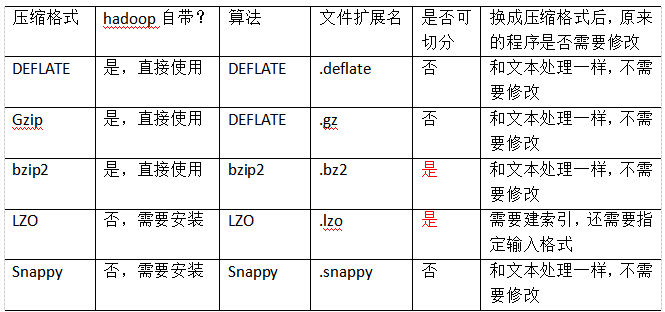 压缩格式 hadoop 自带？ 算法 文件扩展名 是否可切分 换成压缩格式后，原来的程序是否需要修改
DEFLATE 是，直接使用 DEFLATE .deflate 否 和文本处理一样，不需要修改
Gzip 是，直接使用 DEFLATE .gz 否 和文本处理一样，不需要修改
bzip2 是，直接使用 bzip2 .bz2 是 和文本处理一样，不需要修改
LZO 否，需要安装 LZO .lzo 是 需要建索引，还需要指定输入格式
Snappy 否，需要安装 Snappy .snappy 否 和文本处理一样，不需要修改